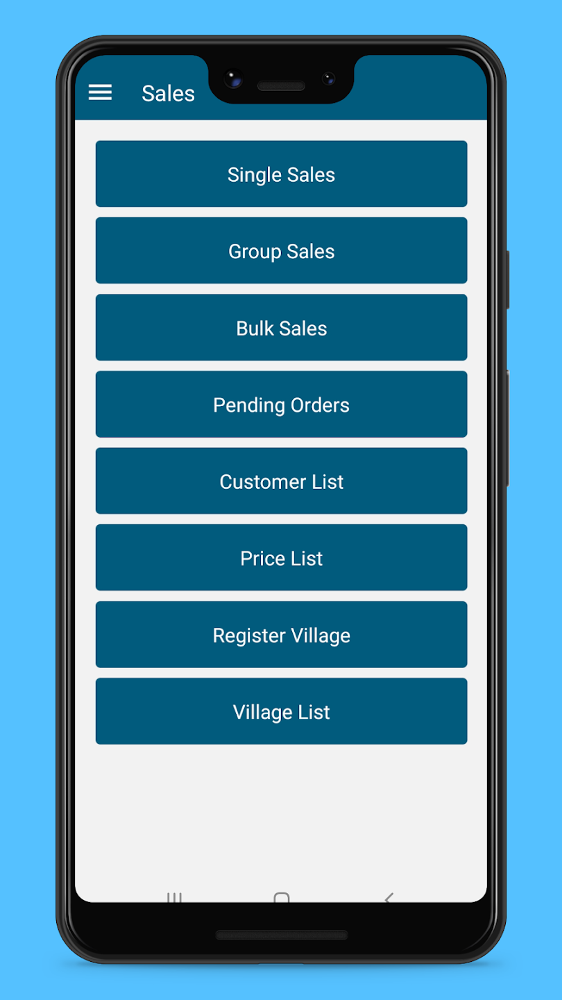 Sales
Single Sales
Group Sales
Bulk Sales
Pending Orders
Customer List
Price List
Register Village
Village List